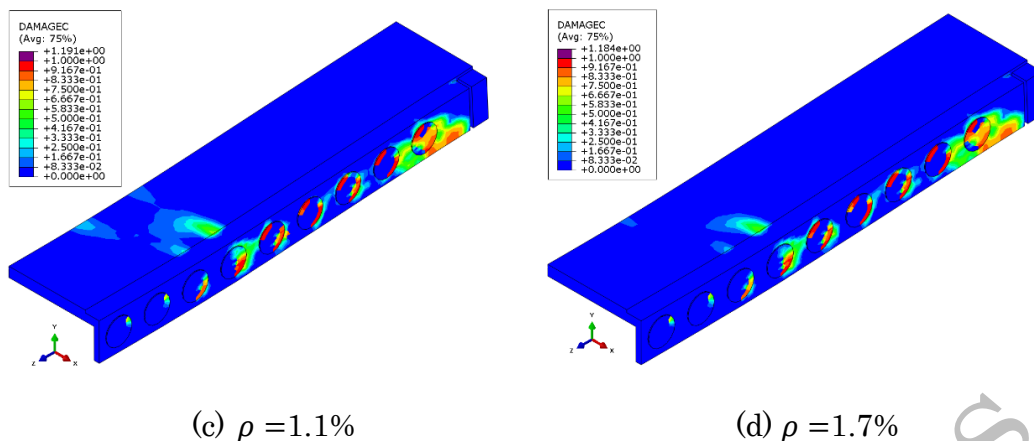 DAMAGEC
(Avg: 75%)
+1.191e+00
+1.000e+00
+9.167e-01
+8.333e-01
+7.500e-01
+6.667e-01
+5.833e-01
+5.000e-01
+4.167e-01
+3.333e-01
+2.500e-01
+1.667e-01
+8.333e-02
+0.000e+00
Y
Z
X
(c) ρ =1.1%
DAMAGEC
(Avg: 75%)
+1.184e+00
+1.000e+00
+9.167e-01
+8.333e-01
+7.500e-01
+6.667e-01
+5.833e-01
+5.000e-01
+4.167e-01
+3.333e-01
+2.500e-01
+1.667e-01
+8.333e-02
+0.000e+00
Y
Z
X
(d) ρ =1.7%
S